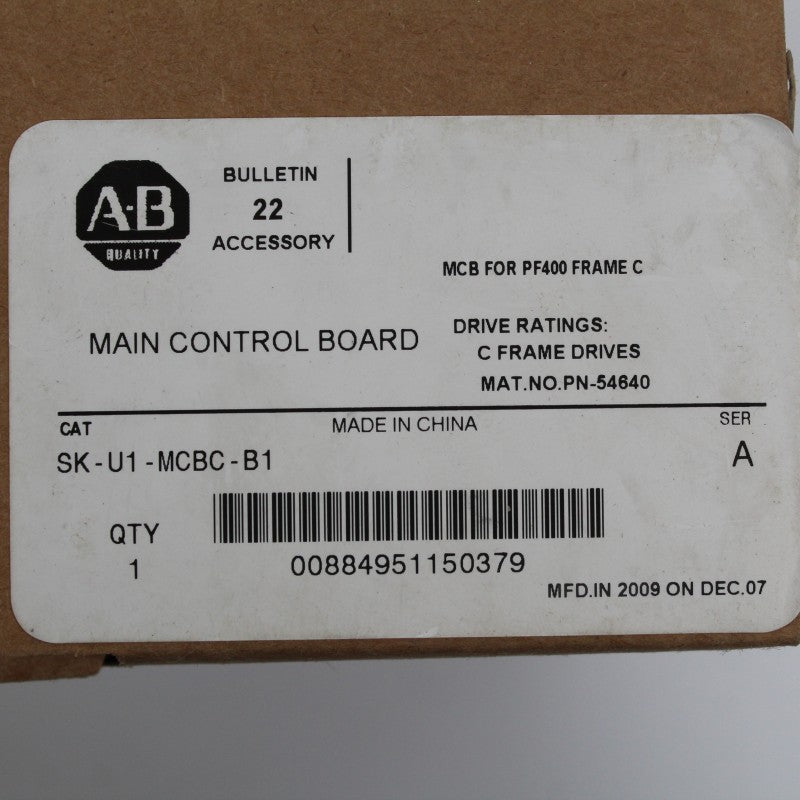 A-B
QUALITY
BULLETIN
22
ACCESSORY
MCB FOR PF400 FRAME C
MAIN CONTROL BOARD
DRIVE RATINGS:
C FRAME DRIVES
MAT.NO.PN-54640
CAT
MADE IN CHINA
SER
SK-U1-MCBC-B1
A
QTY
1
00884951150379
MFD.IN 2009 ON DEC.07